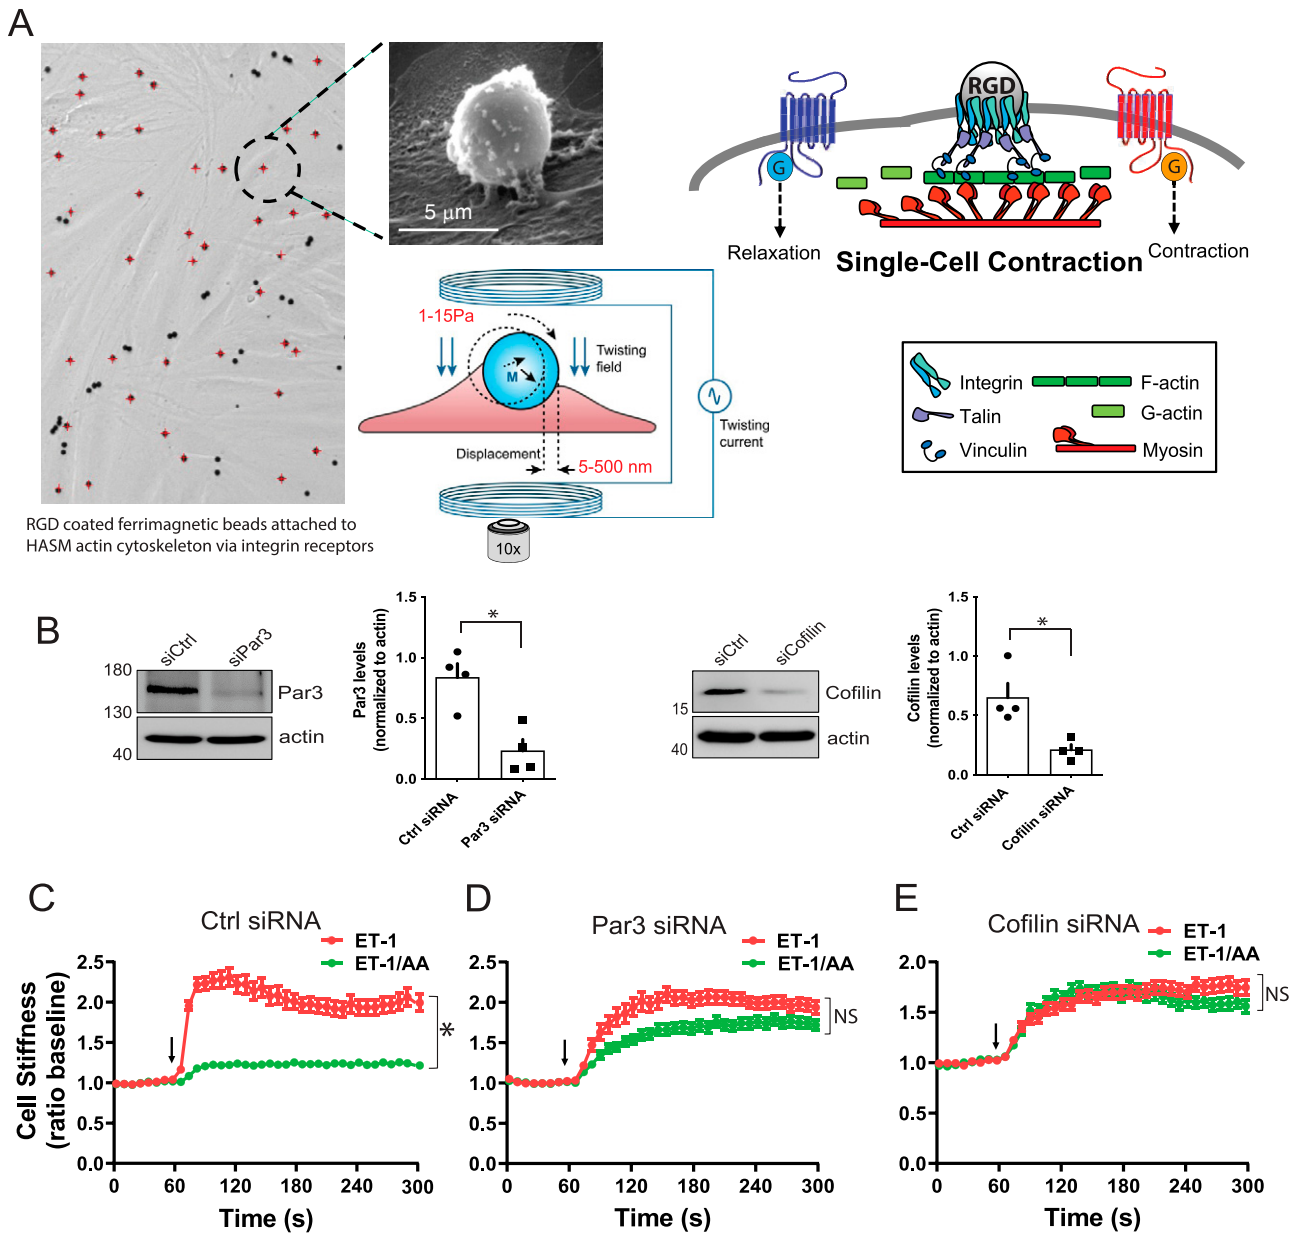 A
5 μm
RGD
G
G
Relaxation
Single-Cell Contraction
Contraction
1-15Pa
Twisting
field
M
Twisting
current
Displacement
5-500 nm
10x
Integrin
F-actin
Talin
G-actin
Vinculin
Myosin
RGD coated ferrimagnetic beads attached to
HASM actin cytoskeleton via integrin receptors
B
siCtrl
siPar3
180
130
40
Par3
actin
Par3 levels
(normalized to actin)
1.5
1.0
0.5
0.0
*
Ctrl siRNA
Par3 siRNA
siCtrl
siCofilin
15
40
Cofilin
actin
Cofilin levels
(normalized to actin)
1.5
1.0
0.5
0.0
*
Ctrl siRNA
Cofilin siRNA
C
Ctrl siRNA
ET-1
ET-1/AA
Cell Stiffness
(ratio baseline)
2.5
2.0
1.5
1.0
0.5
0.0
*
0 60 120 180 240 300
Time (s)
D
Par3 siRNA
ET-1
ET-1/AA
2.5
2.0
1.5
1.0
0.5
0.0
NS
0 60 120 180 240 300
Time (s)
E
Cofilin siRNA
ET-1
ET-1/AA
2.0
1.5
1.0
0.5
0.0
NS
0 60 120 180 240 300
Time (s)